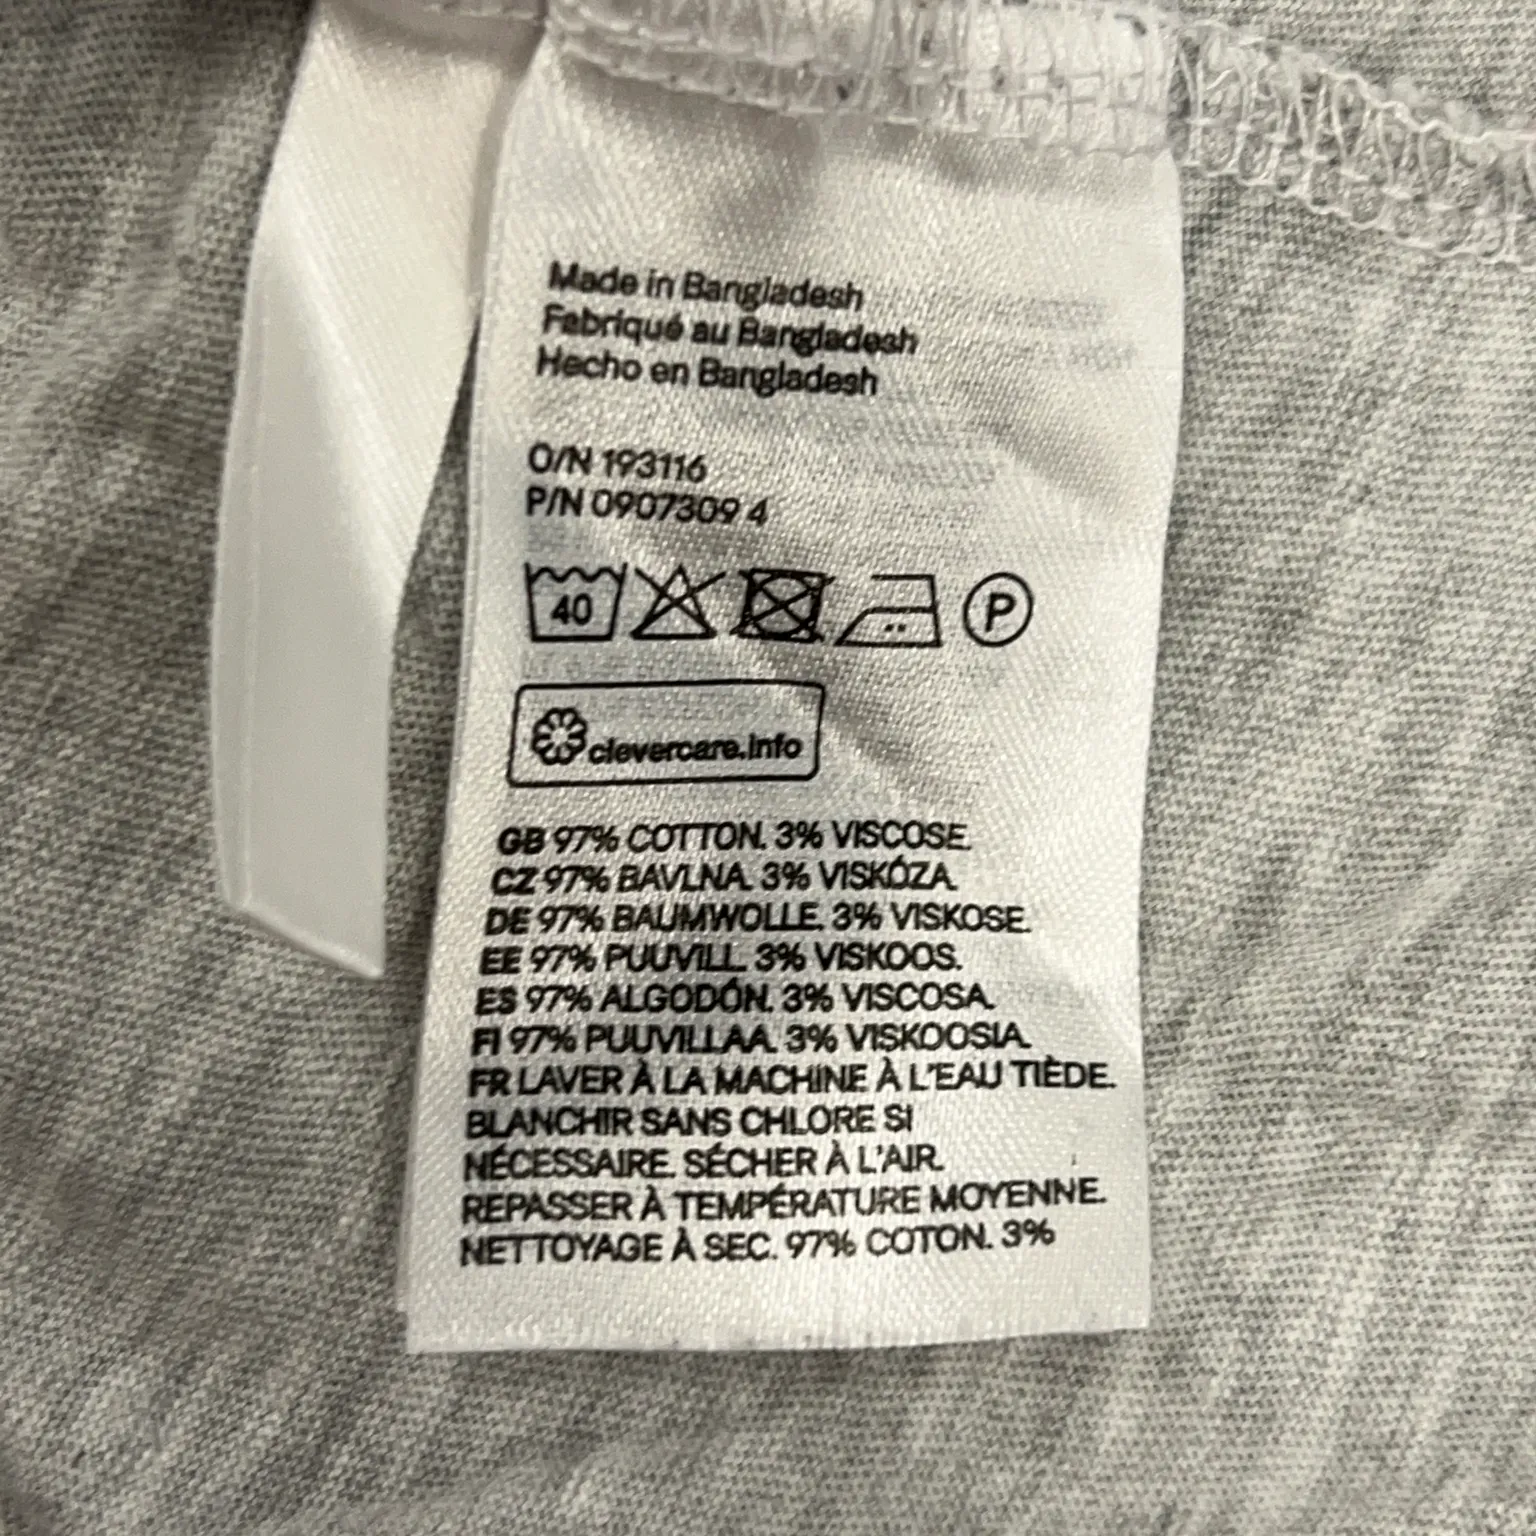 Made in Bangladesh
Fabriqué au Bangladesh
Hecho en Bangladesh
O/N 193116
P/N 0907309 4
40
P
clevercare.info
GB 97% COTTON. 3% VISCOSE.
CZ 97% BAVLNA. 3% VISKÓZA.
DE 97% BAUMWOLLE. 3% VISKOSE.
EE 97% PUUVILL. 3% VISKOOS.
ES 97% ALGODÓN. 3% VISCOSA.
FI 97% PUUVILLAA. 3% VISKOOSIA.
FR LAVER À LA MACHINE À L'EAU TIÈDE.
BLANCHIR SANS CHLORE SI
NÉCESSAIRE. SÉCHER À L'AIR.
REPASSER À TEMPÉRATURE MOYENNE.
NETTOYAGE À SEC. 97% COTON. 3%